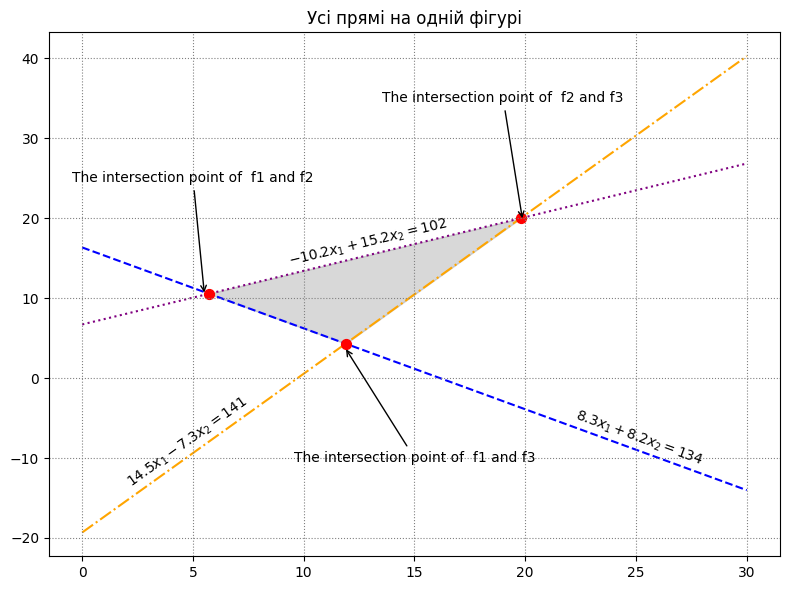 Усі прямі на одній фігурі
40
30
20
10
0
−10
−20
The intersection point of  f2 and f3
The intersection point of  f1 and f2
−10.2x₁ + 15.2x₂ = 102
14.5x₁ − 7.3x₂ = 141
8.3x₁ + 8.2x₂ = 134
The intersection point of  f1 and f3
0 5 10 15 20 25 30